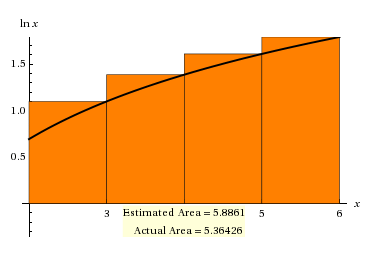 ln x
1.5
1.0
0.5
x
3
5
6
Estimated Area = 5.8861
Actual Area = 5.36426